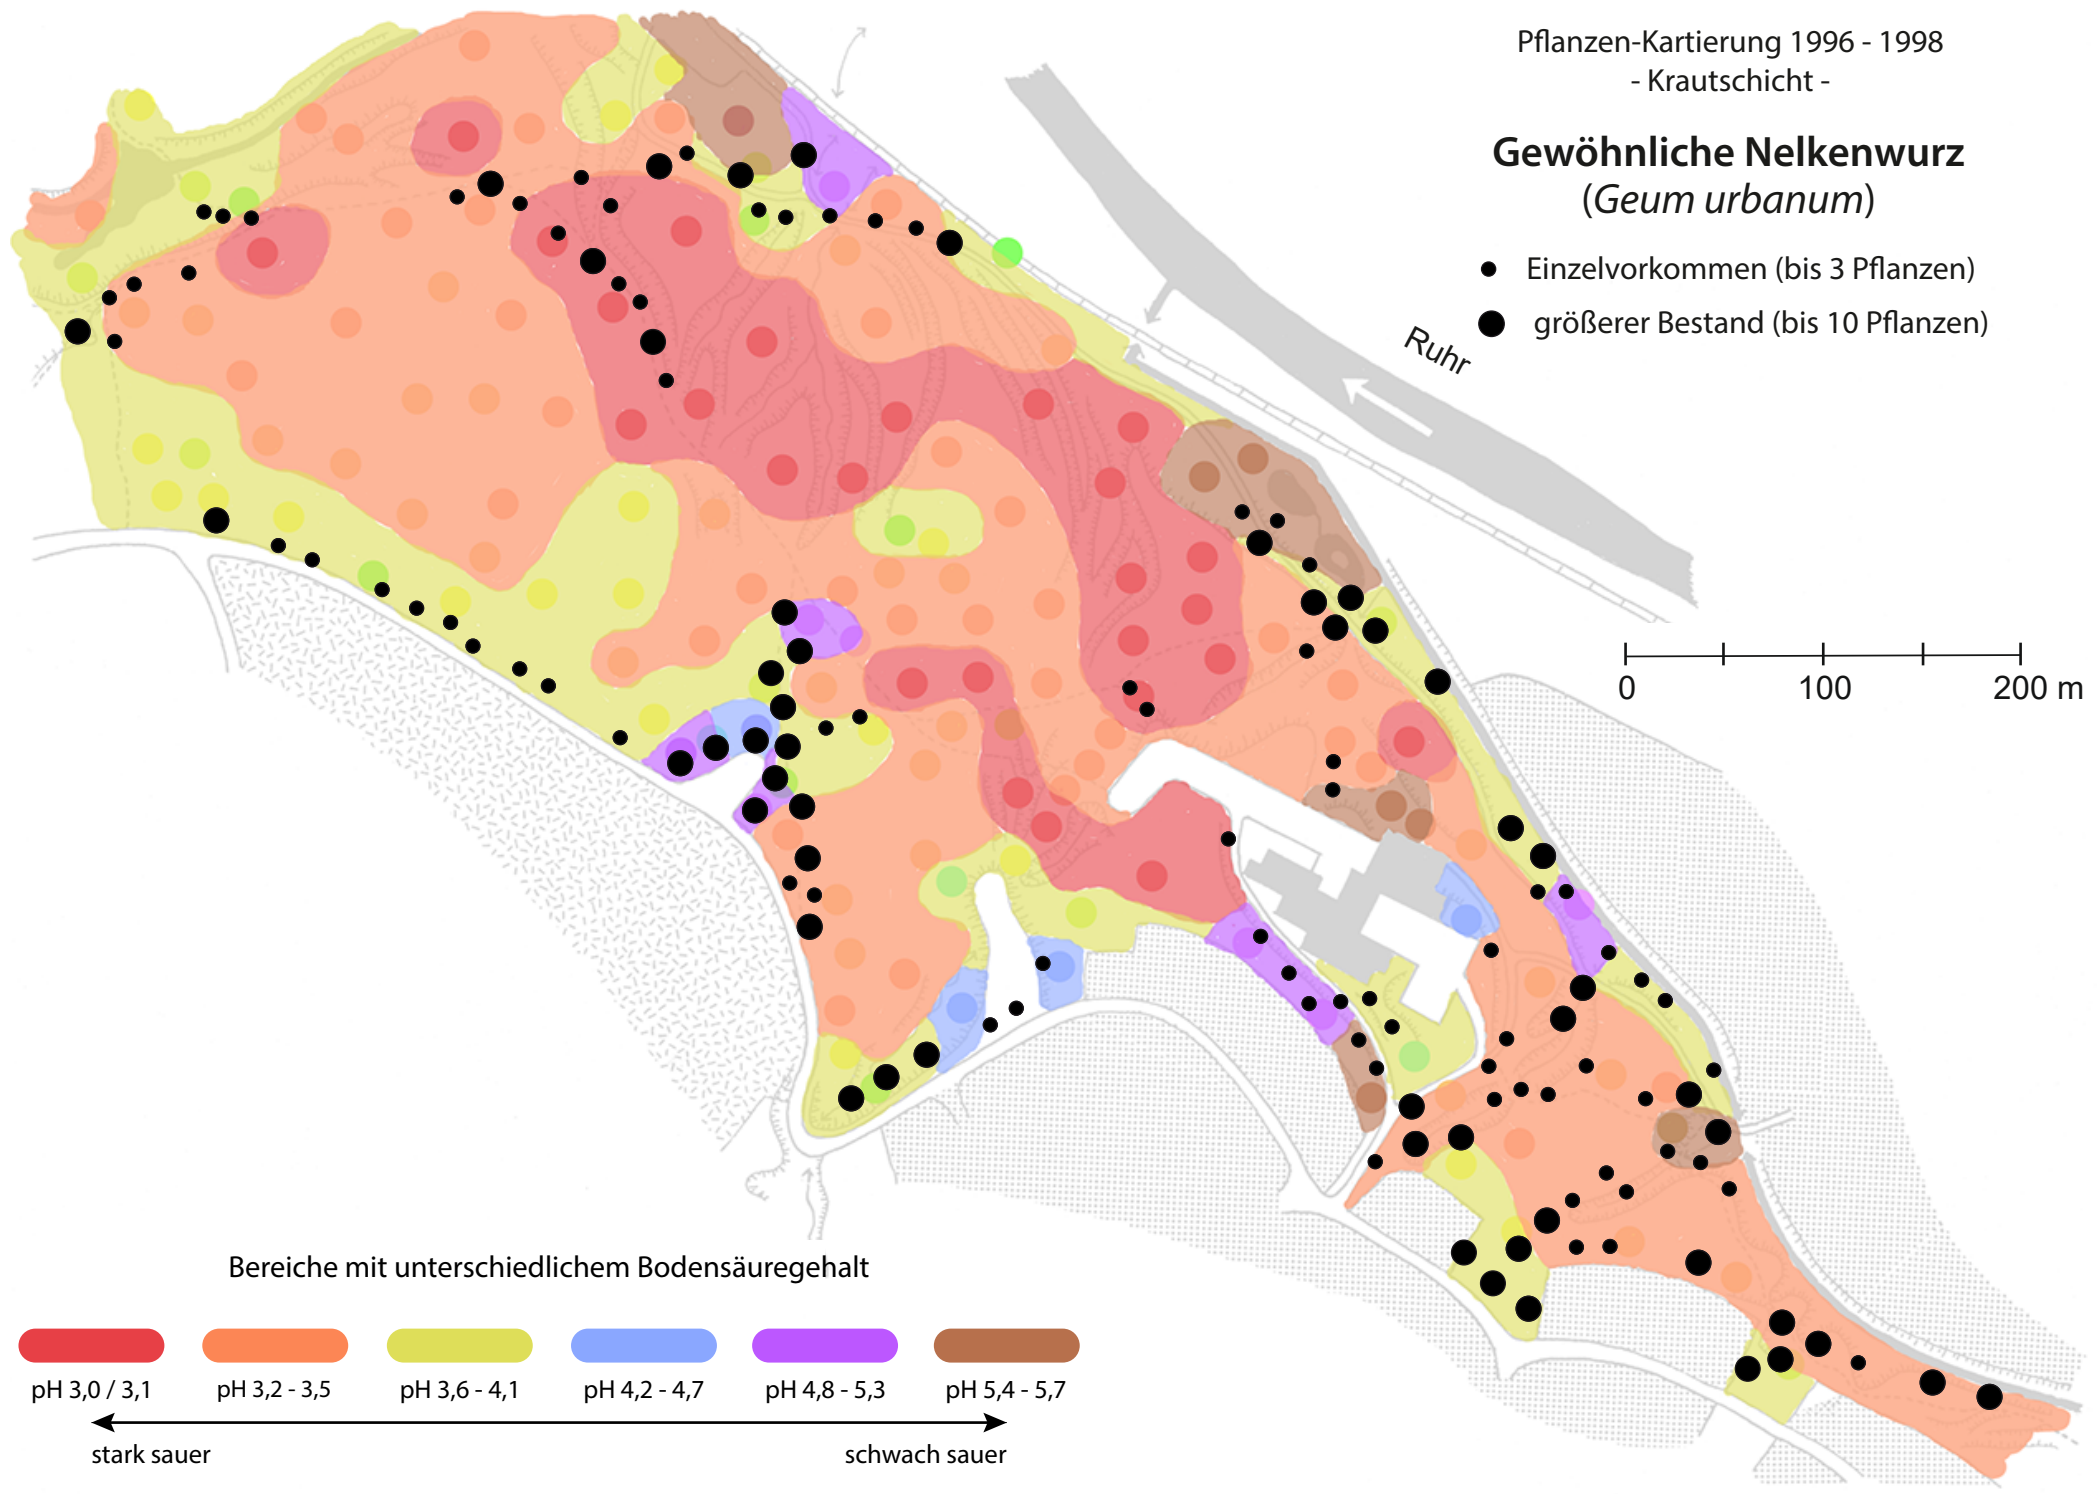 Pflanzen-Kartierung 1996 - 1998
- Krautschicht -
Gewöhnliche Nelkenwurz
(Geum urbanum)
Einzelvorkommen (bis 3 Pflanzen)
größerer Bestand (bis 10 Pflanzen)
Ruhr
0 100 200 m
Bereiche mit unterschiedlichem Bodensäuregehalt
pH 3,0 / 3,1 pH 3,2 - 3,5 pH 3,6 - 4,1 pH 4,2 - 4,7 pH 4,8 - 5,3 pH 5,4 - 5,7
stark sauer schwach sauer